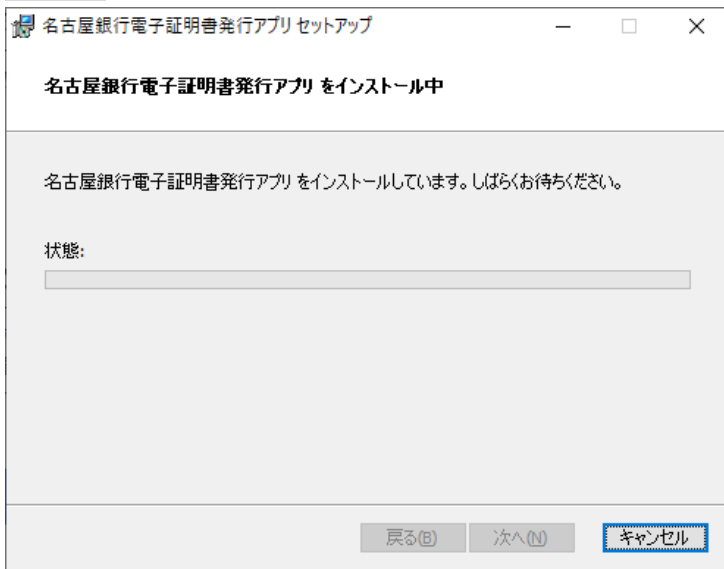 名古屋銀行電子証明書発行アプリ セットアップ
名古屋銀行電子証明書発行アプリ をインストール中
名古屋銀行電子証明書発行アプリ をインストールしています。しばらくお待ちください。
状態:
戻る(B) 次へ(N) キャンセル